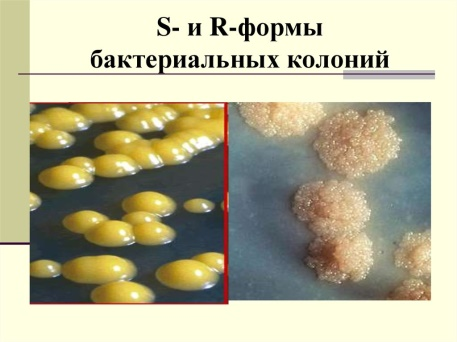 S- и R-формы
бактериальных колоний